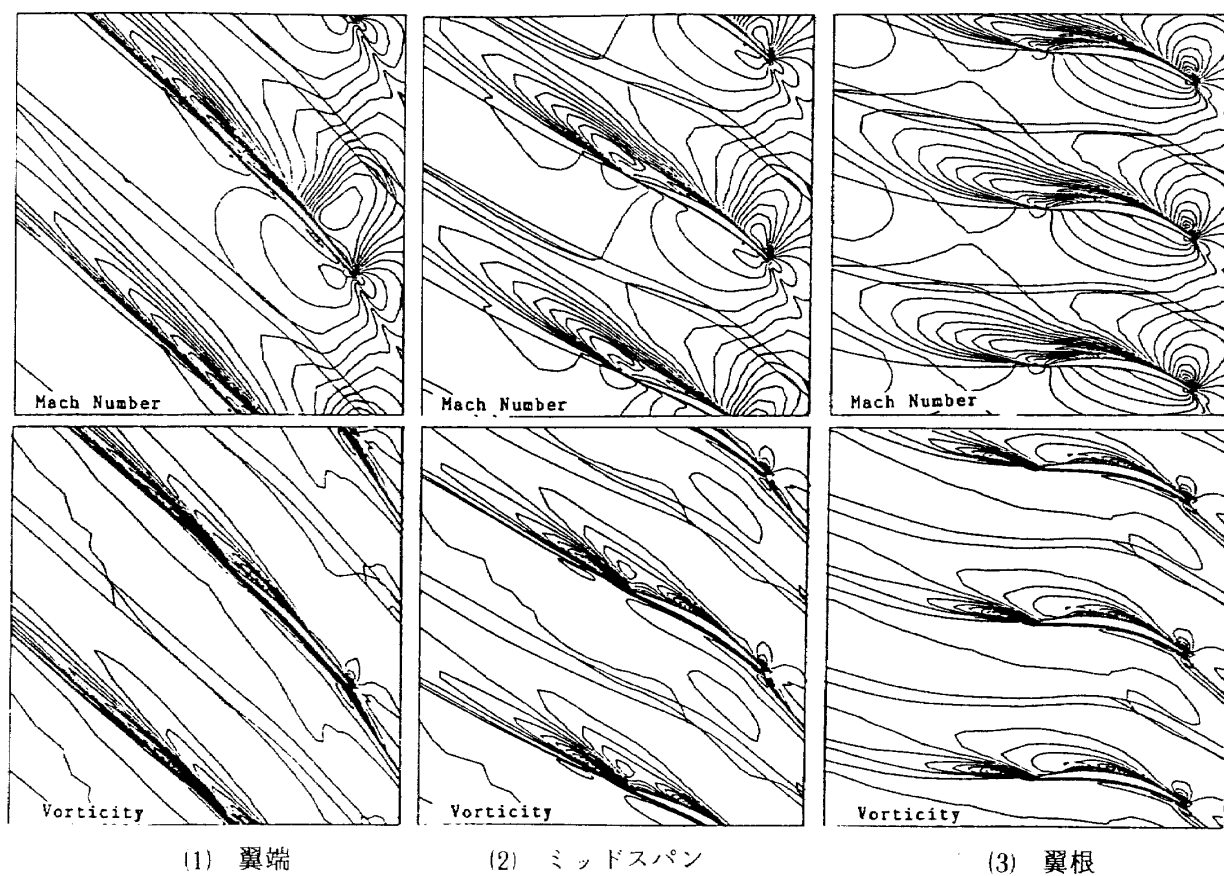 Mach Number
Mach Number
Mach Number
Vorticity
Vorticity
Vorticity
(1) 翼端
(2) ミッドスパン
(3) 翼根